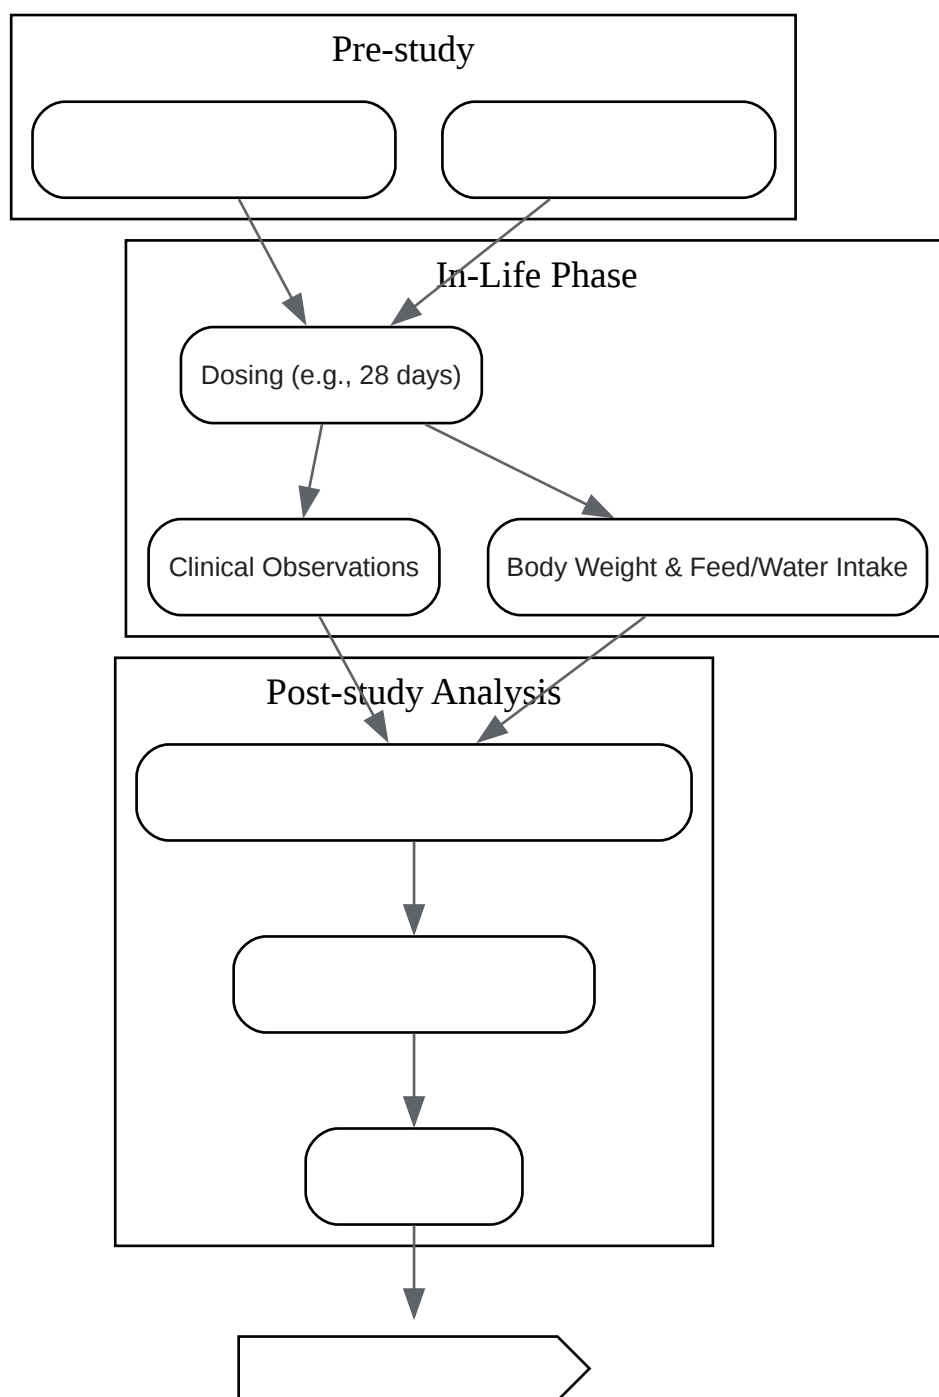 Pre-study
In-Life Phase
Dosing (e.g., 28 days)
Clinical Observations
Body Weight & Feed/Water Intake
Post-study Analysis